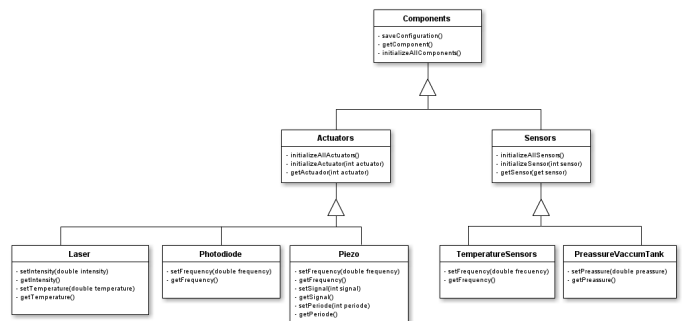 Components
- saveConfiguration()
- getComponent()
- initializeAllComponents()
Actuators
- initializeAllActuators()
- initializeActuator(int actuator)
- getActuador(int actuator)
Sensors
- initializeAllSensors()
- initializeSensor(int sensor)
- getSensor(get sensor)
Laser
- setIntensity(double intensity)
- getIntensity()
- setTemperature(double temperature)
- getTemperature()
Photodiode
- setFrequency(double frequency)
- getFrequency()
Piezo
- setFrequency(double frequency)
- getFrequency()
- setSignal(int signal)
- getSignal()
- setPeriode(int periode)
- getPeriode()
TemperatureSensors
- setFrequency(double frecuency)
- getFrequency()
PreassureVaccumTank
- setPreassure(double preassure)
- getPreassure()